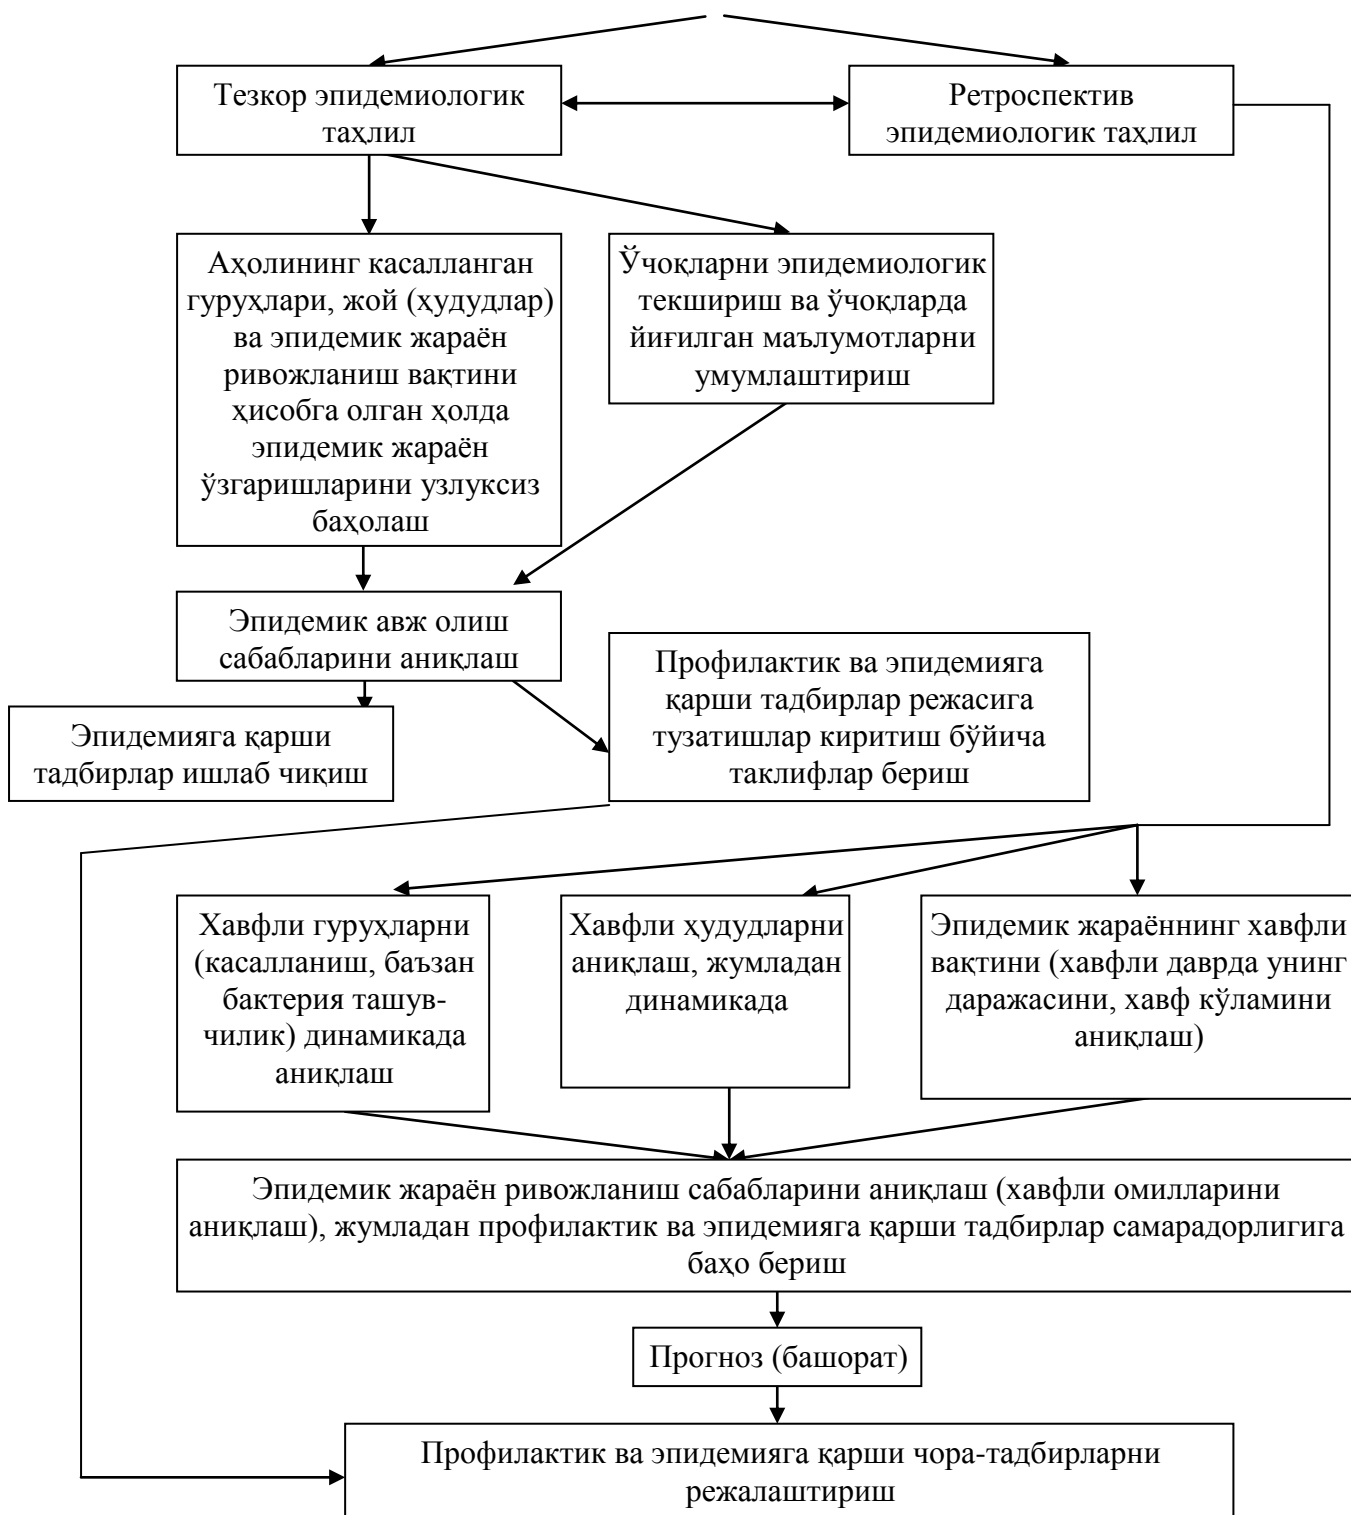 Тезкор эпидемиологик
таҳлил
Ретроспектив
эпидемиологик таҳлил
Аҳолининг касалланган
гуруҳлари, жой (ҳудудлар)
ва эпидемик жараён
ривожланиш вақтини
ҳисобга олган ҳолда
эпидемик жараён
ўзгаришларини узлуксиз
баҳолаш
Ўчоқларни эпидемиологик
текшириш ва ўчоқларда
йиғилган маълумотларни
умумлаштириш
Эпидемик авж олиш
сабабларини аниқлаш
Профилактик ва эпидемияга
қарши тадбирлар режасига
тузатишлар киритиш бўйича
таклифлар бериш
Эпидемияга қарши
тадбирлар ишлаб чиқиш
Хавфли гуруҳларни
(касалланиш, баъзан
бактерия ташув-
чилик) динамикада
аниқлаш
Хавфли ҳудудларни
аниқлаш, жумладан
динамикада
Эпидемик жараённинг хавфли
вақтини (хавфли даврда унинг
даражасини, хавф кўламини
аниқлаш)
Эпидемик жараён ривожланиш сабабларини аниқлаш (хавфли омилларини
аниқлаш), жумладан профилактик ва эпидемияга қарши тадбирлар самарадорлигига
баҳо бериш
Прогноз (башорат)
Профилактик ва эпидемияга қарши чора-тадбирларни
режалаштириш